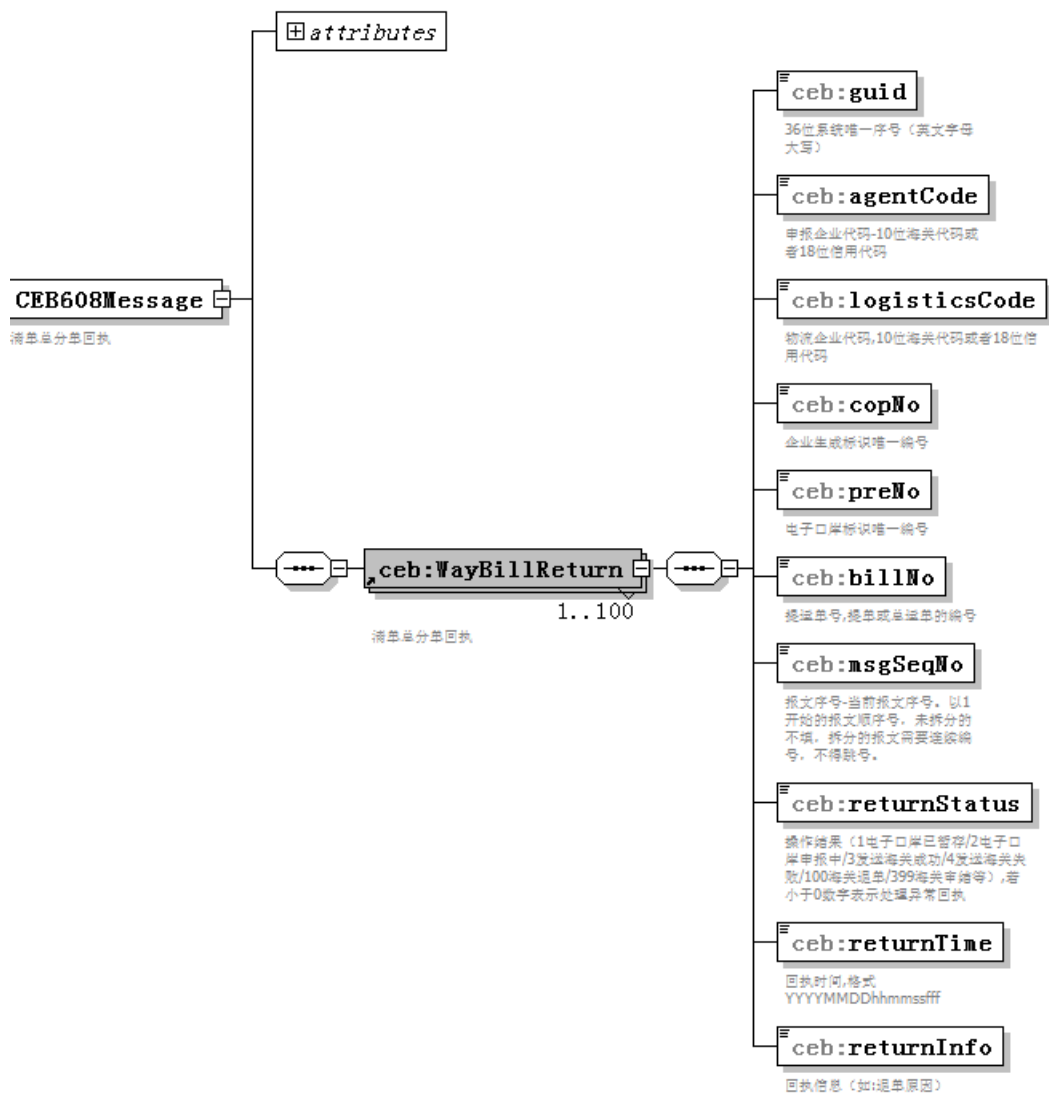 attributes
ceb:guid
36位系统唯一序号（英文字母
大写）
ceb:agentCode
申报企业代码-10位海关代码或
者18位信用代码
CEB608Message
清单总分单回执
ceb:logisticsCode
物流企业代码,10位海关代码或者18位信
用代码
ceb:copNo
企业生成标识唯一编号
ceb:preNo
电子口岸标识唯一编号
ceb:WayBillReturn
1..100
清单总分单回执
ceb:billNo
提运单号,提单或总运单的编号
ceb:msgSeqNo
报文序号-当前报文序号。以1
开始的报文顺序号，未拆分的
不填，拆分的报文需要连续编
号，不得跳号。
ceb:returnStatus
操作结果（1电子口岸已暂存/2电子口
岸申报中/3发送海关成功/4发送海关失
败/100海关退单/399海关审结等）,若
小于0数字表示处理异常回执
ceb:returnTime
回执时间,格式
YYYYMMDDhhmmssfff
ceb:returnInfo
回执信息（如:退单原因）